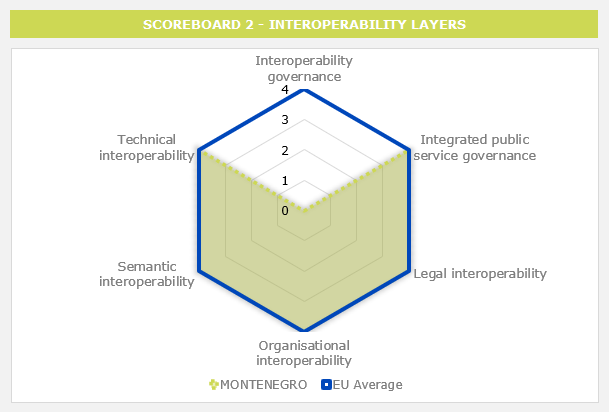 SCOREBOARD 2 - INTEROPERABILITY LAYERS
Interoperability
governance
4
3
2
1
0
Technical
interoperability
Integrated public
service governance
Semantic
interoperability
Legal interoperability
Organisational
interoperability
MONTENEGRO EU Average